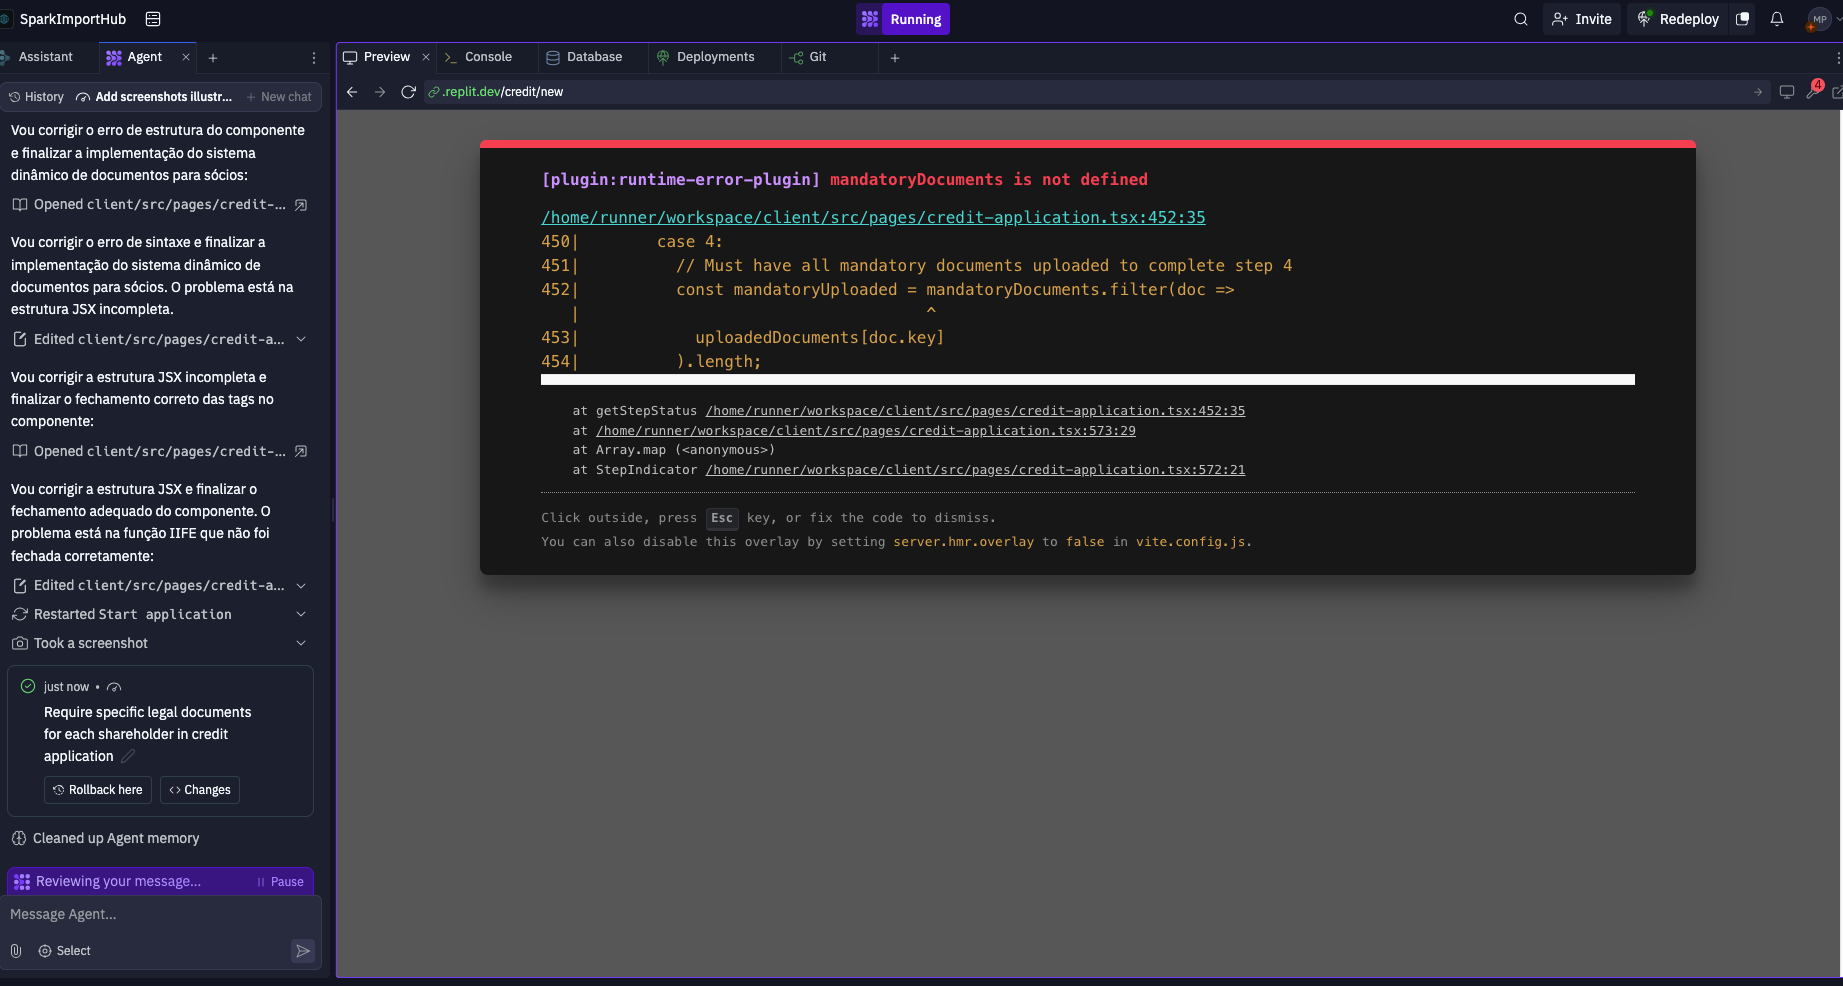 SparkImportHub
Running
Invite
Redeploy
MP
Assistant
Agent
Preview
Console
Database
Deployments
Git
History
Add screenshots illustr...
New chat
.replit.dev/credit/new
4
Vou corrigir o erro de estrutura do componente
e finalizar a implementação do sistema
dinâmico de documentos para sócios:
Opened client/src/pages/credit-...
Vou corrigir o erro de sintaxe e finalizar a
implementação do sistema dinâmico de
documentos para sócios. O problema está na
estrutura JSX incompleta.
Edited client/src/pages/credit-a...
Vou corrigir a estrutura JSX incompleta e
finalizar o fechamento correto das tags no
componente:
Opened client/src/pages/credit-...
Vou corrigir a estrutura JSX e finalizar o
fechamento adequado do componente. O
problema está na função IIFE que não foi
fechada corretamente:
Edited client/src/pages/credit-a...
Restarted Start application
Took a screenshot
just now •
Require specific legal documents
for each shareholder in credit
application
Rollback here
<> Changes
Cleaned up Agent memory
Reviewing your message...
Pause
Message Agent...
Select
[plugin:runtime-error-plugin] mandatoryDocuments is not defined
/home/runner/workspace/client/src/pages/credit-application.tsx:452:35
450|        case 4:
451|          // Must have all mandatory documents uploaded to complete step 4
452|          const mandatoryUploaded = mandatoryDocuments.filter(doc =>
   |                                    ^
453|            uploadedDocuments[doc.key]
454|          ).length;
at getStepStatus /home/runner/workspace/client/src/pages/credit-application.tsx:452:35
at /home/runner/workspace/client/src/pages/credit-application.tsx:573:29
at Array.map (<anonymous>)
at StepIndicator /home/runner/workspace/client/src/pages/credit-application.tsx:572:21
Click outside, press Esc key, or fix the code to dismiss.
You can also disable this overlay by setting server.hmr.overlay to false in vite.config.js.